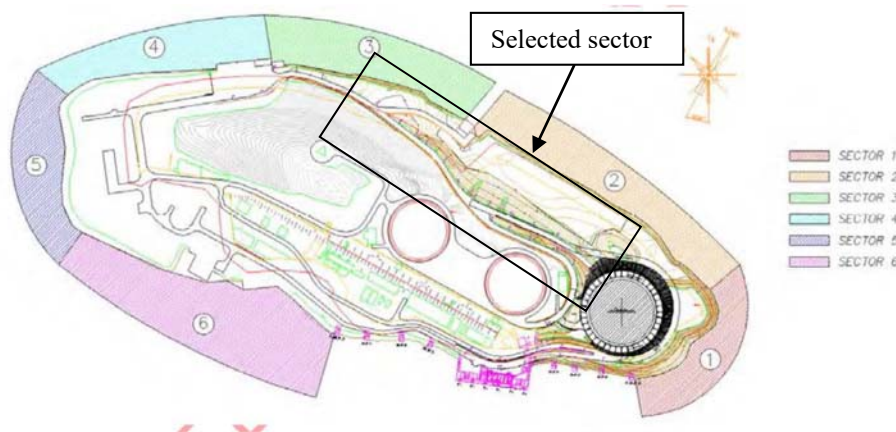 Selected sector
4
3
5
2
6
1
SECTOR 1
SECTOR 2
SECTOR 3
SECTOR 4
SECTOR 5
SECTOR 6